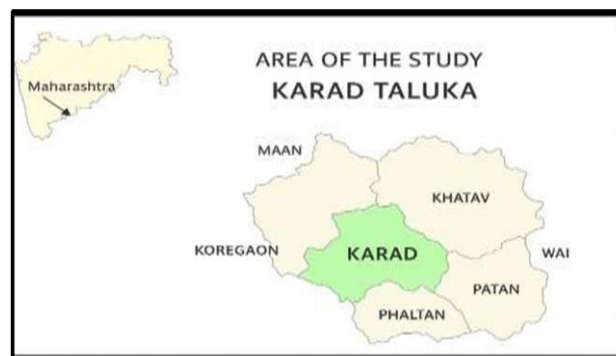 AREA OF THE STUDY
KARAD TALUKA
Maharashtra
MAAN
KHATAV
KOREGAON
KARAD
WAI
PATAN
PHALTAN